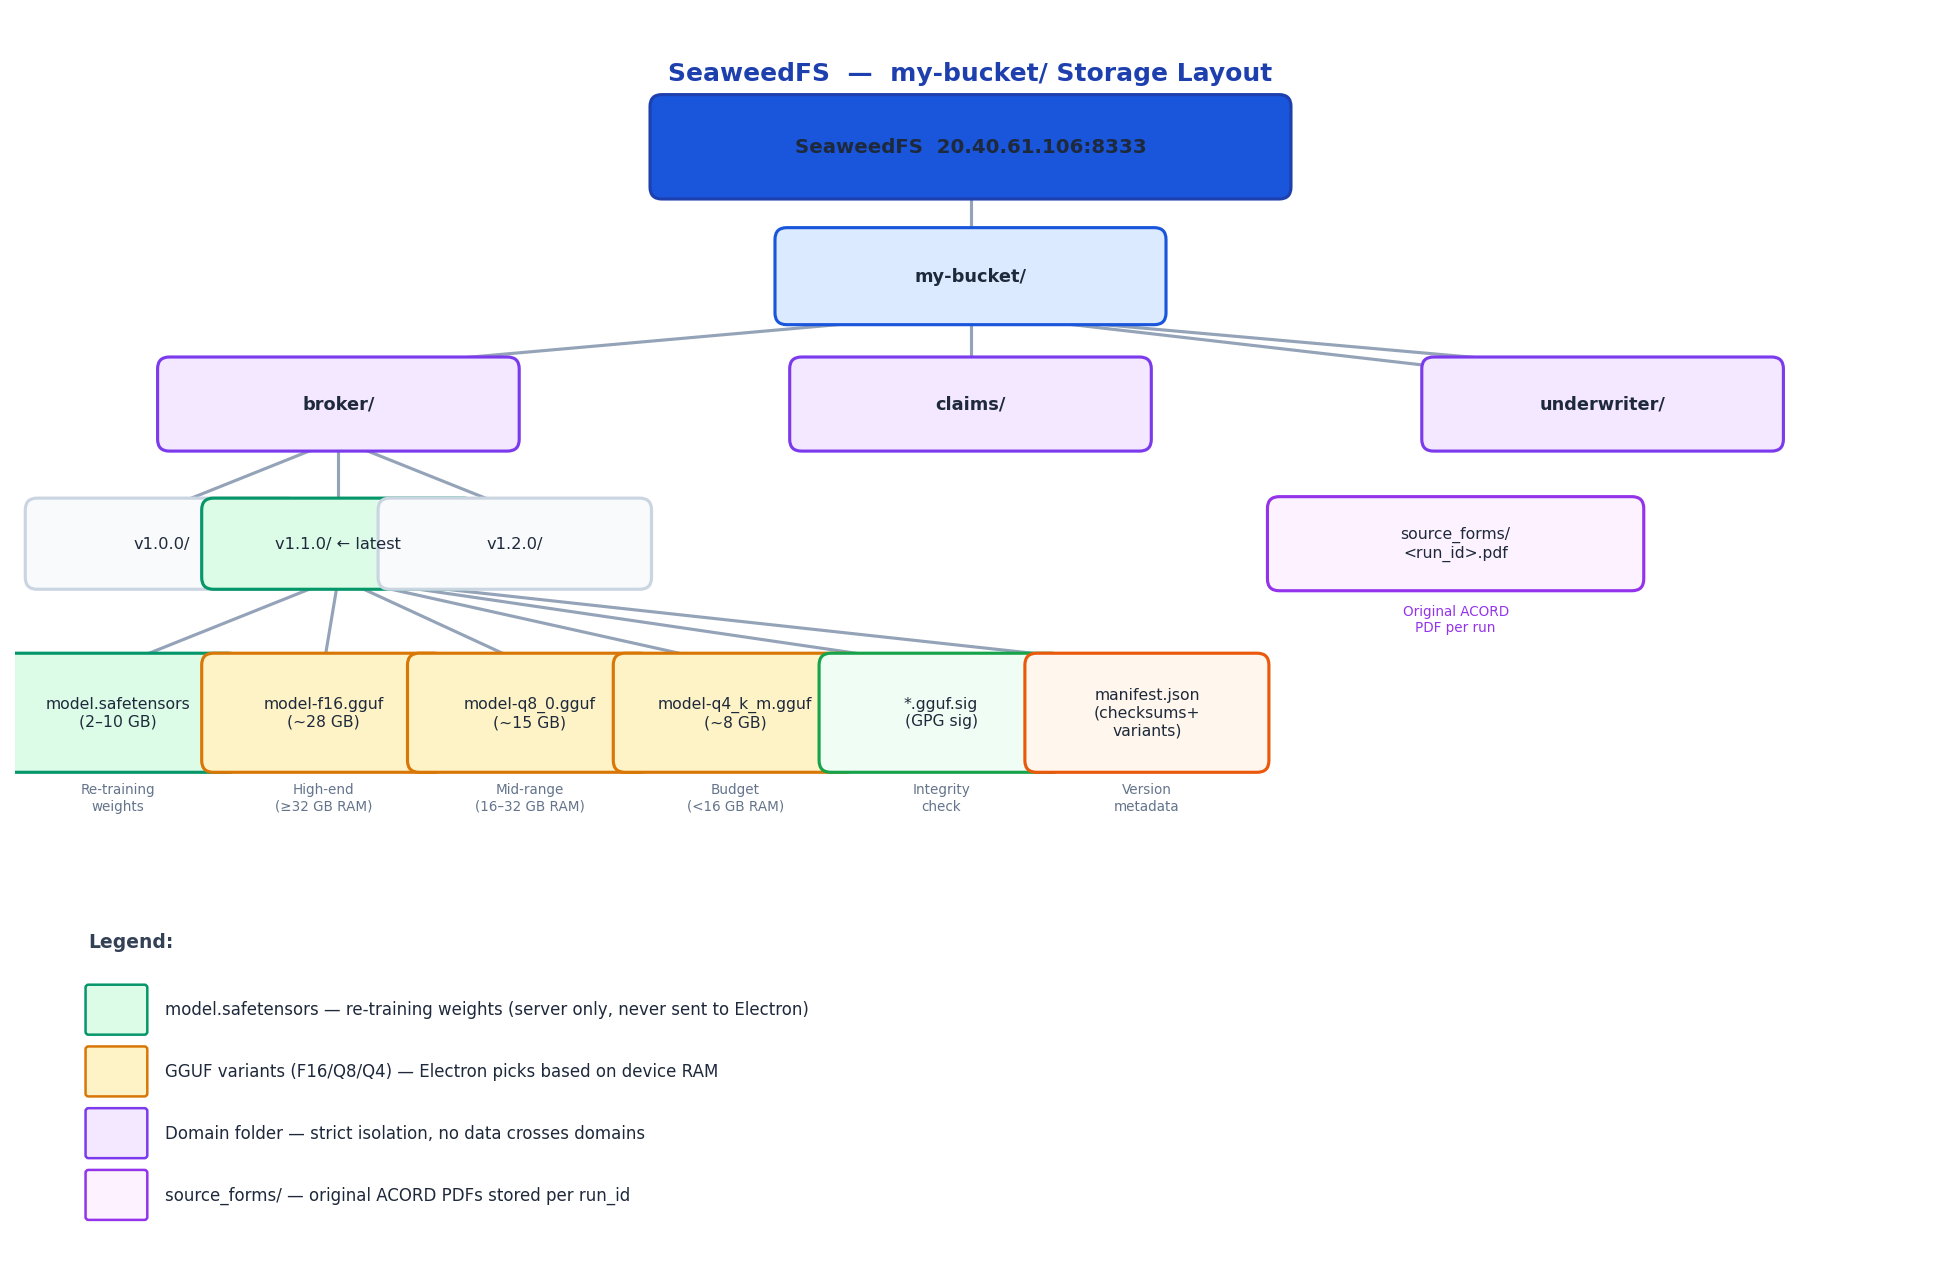 SeaweedFS — my-bucket/ Storage Layout
SeaweedFS 20.40.61.106:8333
my-bucket/
broker/
claims/
underwriter/
v1.0.0/
v1.1.0/ ← latest
v1.2.0/
source_forms/
<run_id>.pdf
Original ACORD
PDF per run
model.safetensors
(2–10 GB)
model-f16.gguf
(~28 GB)
model-q8_0.gguf
(~15 GB)
model-q4_k_m.gguf
(~8 GB)
*.gguf.sig
(GPG sig)
manifest.json
(checksums+
variants)
Re-training
weights
High-end
(≥32 GB RAM)
Mid-range
(16–32 GB RAM)
Budget
(<16 GB RAM)
Integrity
check
Version
metadata
Legend:
model.safetensors — re-training weights (server only, never sent to Electron)
GGUF variants (F16/Q8/Q4) — Electron picks based on device RAM
Domain folder — strict isolation, no data crosses domains
source_forms/ — original ACORD PDFs stored per run_id